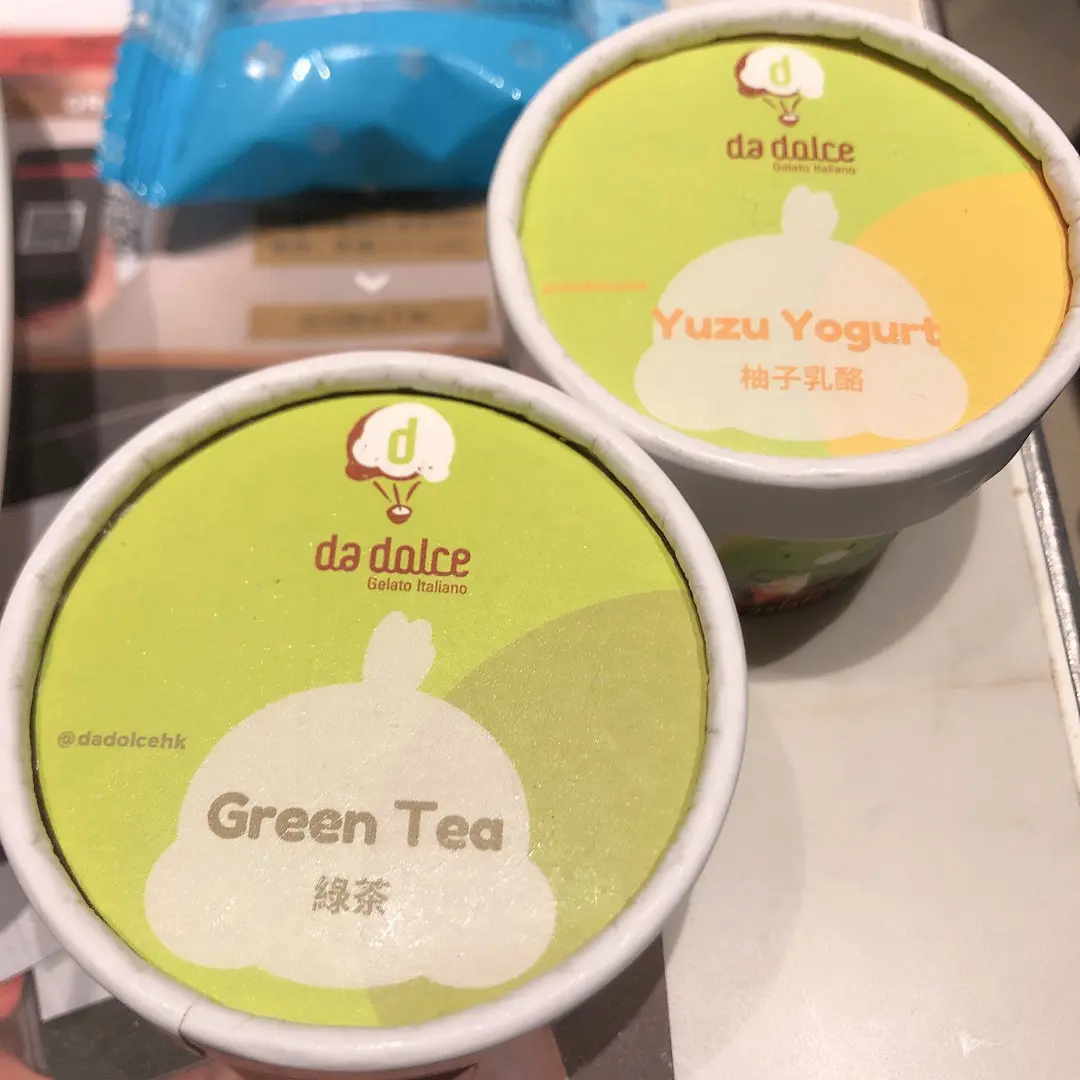 d
da dolce
Gelato Italiano
Yuzu Yogurt
柚子乳酪
d
da dolce
Gelato Italiano
@dadolcehk
Green Tea
綠茶